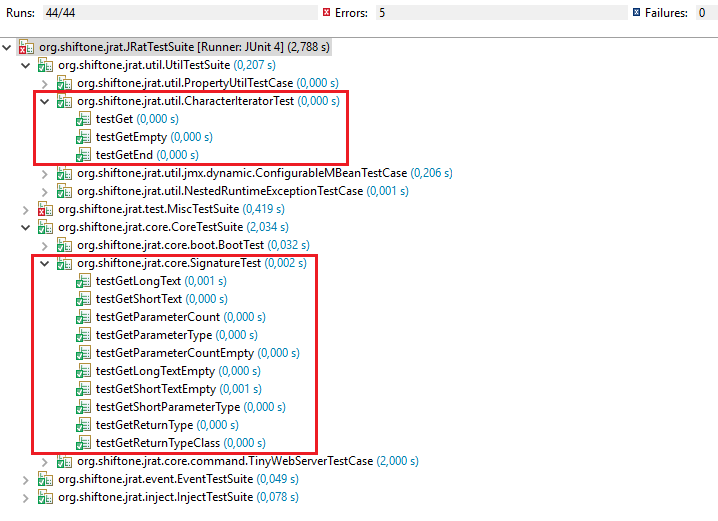 Runs: 44/44 Errors: 5 Failures: 0
org.shiftone.jrat.JRatTestSuite [Runner: JUnit 4] (2,788 s)
org.shiftone.jrat.util.UtilTestSuite (0,207 s)
org.shiftone.jrat.util.PropertyUtilTestCase (0,000 s)
org.shiftone.jrat.util.CharacterIteratorTest (0,000 s)
testGet (0,000 s)
testGetEmpty (0,000 s)
testGetEnd (0,000 s)
org.shiftone.jrat.util.jmx.dynamic.ConfigurableMBeanTestCase (0,206 s)
org.shiftone.jrat.util.NestedRuntimeExceptionTestCase (0,001 s)
org.shiftone.jrat.test.MiscTestSuite (0,419 s)
org.shiftone.jrat.core.CoreTestSuite (2,034 s)
org.shiftone.jrat.core.boot.BootTest (0,032 s)
org.shiftone.jrat.core.SignatureTest (0,002 s)
testGetLongText (0,001 s)
testGetShortText (0,000 s)
testGetParameterCount (0,000 s)
testGetParameterType (0,000 s)
testGetParameterCountEmpty (0,000 s)
testGetLongTextEmpty (0,000 s)
testGetShortTextEmpty (0,001 s)
testGetShortParameterType (0,000 s)
testGetReturnType (0,000 s)
testGetReturnTypeClass (0,000 s)
org.shiftone.jrat.core.command.TinyWebServerTestCase (2,000 s)
org.shiftone.jrat.event.EventTestSuite (0,049 s)
org.shiftone.jrat.inject.InjectTestSuite (0,078 s)